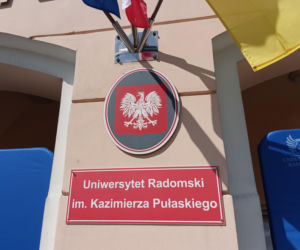 Uniwersytet Radomski
im. Kazimierza Pułaskiego